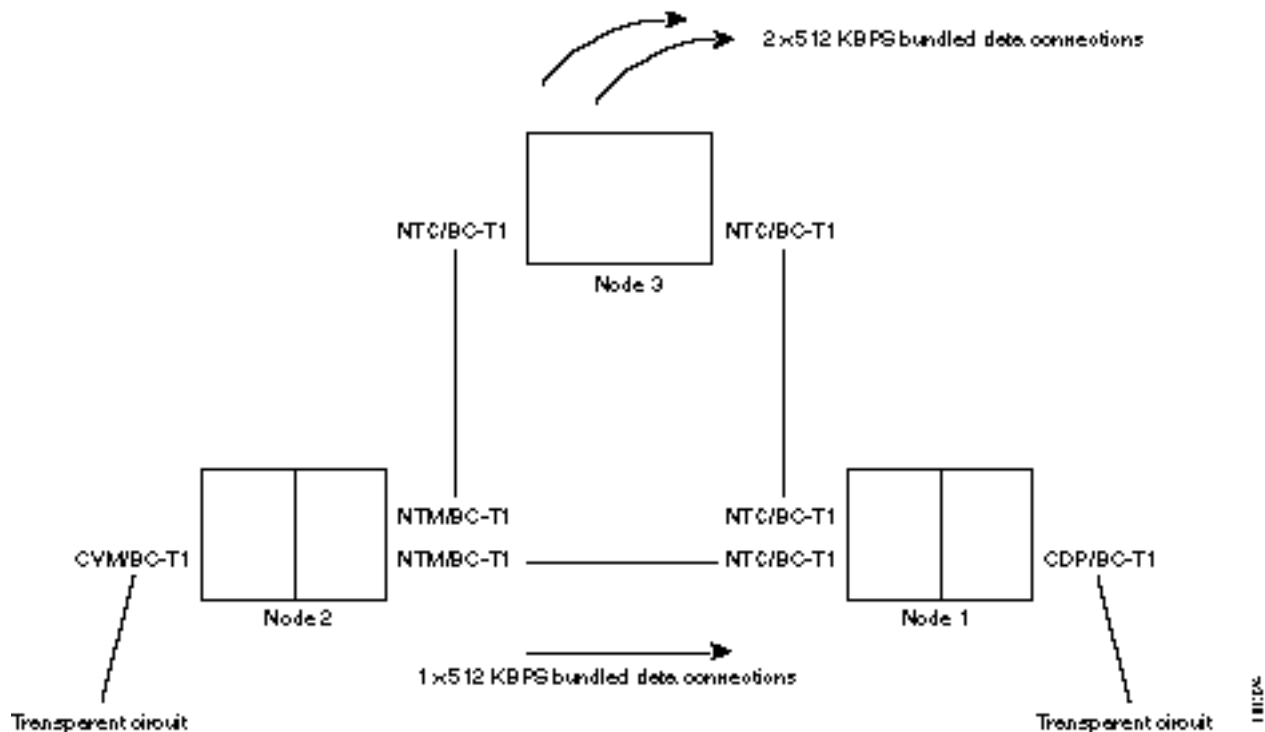 2 x 512 KBPS bundled data connections
NTC/BC-T1
NTC/BC-T1
Node 3
NTM/BC-T1
NTC/BC-T1
CVM/BC-T1
NTM/BC-T1
NTC/BC-T1
CDP/BC-T1
Node 2
Node 1
1 x 512 KBPS bundled data connections
Transparent circuit
Transparent circuit